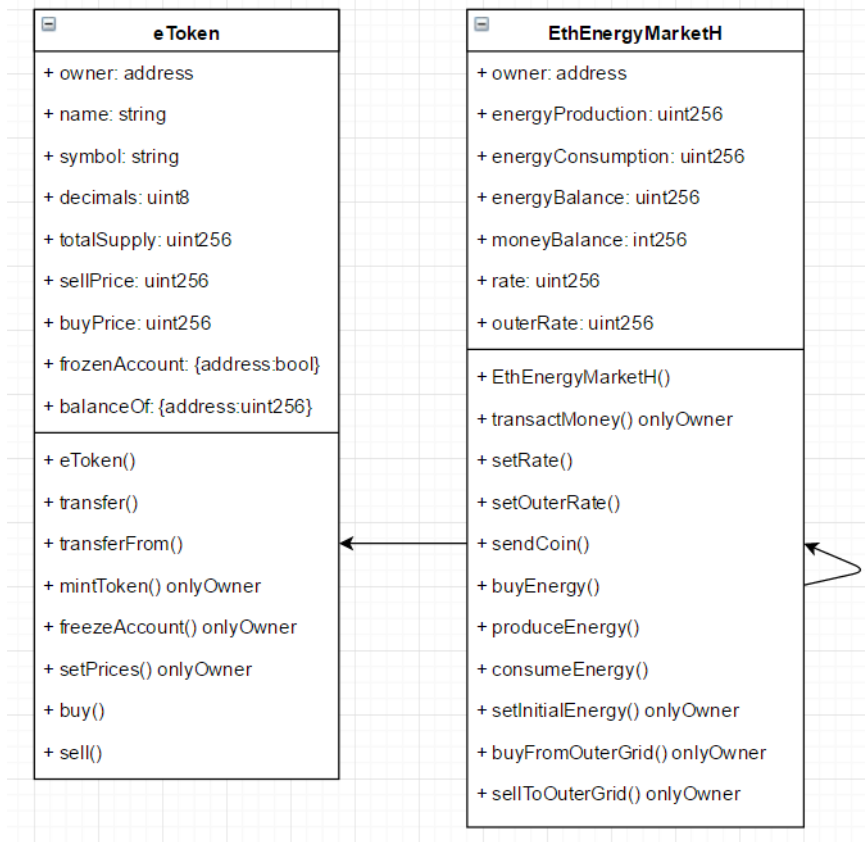 eToken
+ owner: address
+ name: string
+ symbol: string
+ decimals: uint8
+ totalSupply: uint256
+ sellPrice: uint256
+ buyPrice: uint256
+ frozenAccount: {address:bool}
+ balanceOf: {address:uint256}
+ eToken()
+ transfer()
+ transferFrom()
+ mintToken() onlyOwner
+ freezeAccount() onlyOwner
+ setPrices() onlyOwner
+ buy()
+ sell()
EthEnergyMarketH
+ owner: address
+ energyProduction: uint256
+ energyConsumption: uint256
+ energyBalance: uint256
+ moneyBalance: int256
+ rate: uint256
+ outerRate: uint256
+ EthEnergyMarketH()
+ transactMoney() onlyOwner
+ setRate()
+ setOuterRate()
+ sendCoin()
+ buyEnergy()
+ produceEnergy()
+ consumeEnergy()
+ setInitialEnergy() onlyOwner
+ buyFromOuterGrid() onlyOwner
+ sellToOuterGrid() onlyOwner